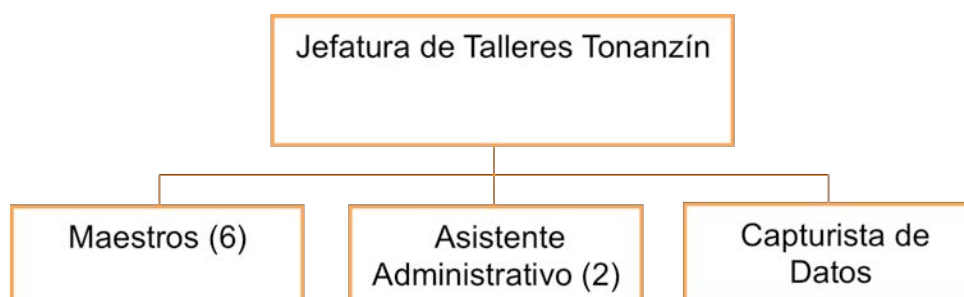 Jefatura de Talleres Tonanzín
Maestros (6)
Asistente
Administrativo (2)
Capturista de
Datos